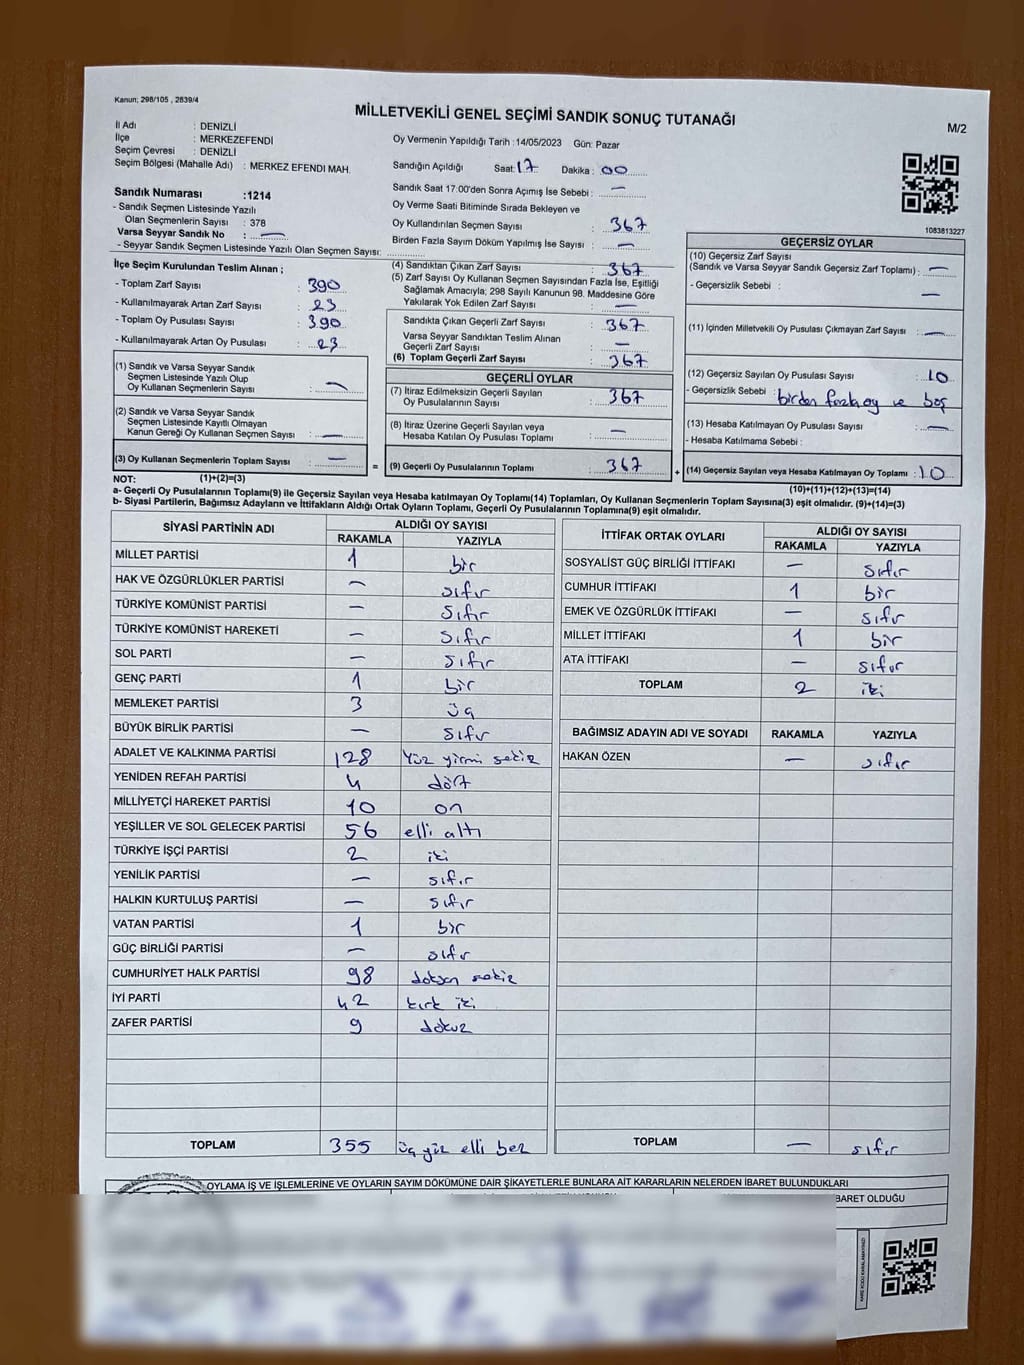 Kanun; 298/105 , 2839/4
MİLLETVEKİLİ GENEL SEÇİMİ SANDIK SONUÇ TUTANAĞI
M/2
İl Adı : DENİZLİ
İlçe : MERKEZEFENDİ
Seçim Çevresi : DENİZLİ
Seçim Bölgesi (Mahalle Adı) : MERKEZ EFENDİ MAH.
Sandık Numarası :1214
- Sandık Seçmen Listesinde Yazılı
Olan Seçmenlerin Sayısı : 378
Varsa Seyyar Sandık No : —
- Seyyar Sandık Seçmen Listesinde Yazılı Olan Seçmen Sayısı:
Oy Vermenin Yapıldığı Tarih :14/05/2023 Gün: Pazar
Sandığın Açıldığı Saat: 17 Dakika : 00
Sandık Saat 17:00'den Sonra Açımış İse Sebebi : —
Oy Verme Saati Bitiminde Sırada Bekleyen ve
Oy Kullandırılan Seçmen Sayısı : 367
Birden Fazla Sayım Döküm Yapılmış İse Sayısı : —
1083813227
İlçe Seçim Kurulundan Teslim Alınan ;
- Toplam Zarf Sayısı : 390
- Kullanılmayarak Artan Zarf Sayısı : 23
- Toplam Oy Pusulası Sayısı : 390
- Kullanılmayarak Artan Oy Pusulası : 23
(1) Sandık ve Varsa Seyyar Sandık
Seçmen Listesinde Yazılı Olup
Oy Kullanan Seçmenlerin Sayısı : —
(2) Sandık ve Varsa Seyyar Sandık
Seçmen Listesinde Kayıtlı Olmayan
Kanun Gereği Oy Kullanan Seçmen Sayısı : —
(3) Oy Kullanan Seçmenlerin Toplam Sayısı : —
(4) Sandıktan Çıkan Zarf Sayısı : 367
(5) Zarf Sayısı Oy Kullanan Seçmen Sayısından Fazla İse, Eşitliği
Sağlamak Amacıyla; 298 Sayılı Kanunun 98. Maddesine Göre
Yakılarak Yok Edilen Zarf Sayısı : —
Sandıkta Çıkan Geçerli Zarf Sayısı : 367
Varsa Seyyar Sandıktan Teslim Alınan
Geçerli Zarf Sayısı : —
(6) Toplam Geçerli Zarf Sayısı : 367
GEÇERLİ OYLAR
(7) İtiraz Edilmeksizin Geçerli Sayılan
Oy Pusulalarının Sayısı : 367
(8) İtiraz Üzerine Geçerli Sayılan veya
Hesaba Katılan Oy Pusulası Toplamı : —
= (9) Geçerli Oy Pusulalarının Toplamı : 367
GEÇERSİZ OYLAR
(10) Geçersiz Zarf Sayısı
(Sandık ve Varsa Seyyar Sandık Geçersiz Zarf Toplamı) : —
- Geçersizlik Sebebi : —
(11) İçinden Milletvekili Oy Pusulası Çıkmayan Zarf Sayısı : —
(12) Geçersiz Sayılan Oy Pusulası Sayısı : 10
- Geçersizlik Sebebi : birden fazla oy ve boş
(13) Hesaba Katılmayan Oy Pusulası Sayısı : —
- Hesaba Katılmama Sebebi :
+ (14) Geçersiz Sayılan veya Hesaba Katılmayan Oy Toplamı : 10
NOT: (1)+(2)=(3)
(10)+(11)+(12)+(13)=(14)
a- Geçerli Oy Pusulalarının Toplamı(9) ile Geçersiz Sayılan veya Hesaba katılmayan Oy Toplamı(14) Toplamları, Oy Kullanan Seçmenlerin Toplam Sayısına(3) eşit olmalıdır. (9)+(14)=(3)
b- Siyasi Partilerin, Bağımsız Adayların ve İttifakların Aldığı Ortak Oyların Toplamı, Geçerli Oy Pusulalarının Toplamına(9) eşit olmalıdır.
SİYASİ PARTİNİN ADI ALDIĞI OY SAYISI
RAKAMLA YAZIYLA
MİLLET PARTİSİ 1 bir
HAK VE ÖZGÜRLÜKLER PARTİSİ — sıfır
TÜRKİYE KOMÜNİST PARTİSİ — sıfır
TÜRKİYE KOMÜNİST HAREKETİ — sıfır
SOL PARTİ — sıfır
GENÇ PARTİ 1 bir
MEMLEKET PARTİSİ 3 üç
BÜYÜK BİRLİK PARTİSİ — sıfır
ADALET VE KALKINMA PARTİSİ 128 Yüz yirmi sekiz
YENİDEN REFAH PARTİSİ 4 dört
MİLLİYETÇİ HAREKET PARTİSİ 10 on
YEŞİLLER VE SOL GELECEK PARTİSİ 56 elli altı
TÜRKİYE İŞÇİ PARTİSİ 2 iki
YENİLİK PARTİSİ — sıfır
HALKIN KURTULUŞ PARTİSİ — sıfır
VATAN PARTİSİ 1 bir
GÜÇ BİRLİĞİ PARTİSİ — sıfır
CUMHURİYET HALK PARTİSİ 98 doksan sekiz
İYİ PARTİ 42 kırk iki
ZAFER PARTİSİ 9 dokuz
TOPLAM 355 üç yüz elli beş
İTTİFAK ORTAK OYLARI ALDIĞI OY SAYISI
RAKAMLA YAZIYLA
SOSYALİST GÜÇ BİRLİĞİ İTTİFAKI — sıfır
CUMHUR İTTİFAKI 1 bir
EMEK VE ÖZGÜRLÜK İTTİFAKI — sıfır
MİLLET İTTİFAKI 1 bir
ATA İTTİFAKI — sıfır
TOPLAM 2 iki
BAĞIMSIZ ADAYIN ADI VE SOYADI RAKAMLA YAZIYLA
HAKAN ÖZEN — sıfır
TOPLAM — sıfır
OYLAMA İŞ VE İŞLEMLERİNE VE OYLARIN SAYIM DÖKÜMÜNE DAİR ŞİKAYETLERLE BUNLARA AİT KARARLARIN NELERDEN İBARET BULUNDUKLARI
BARET OLDUĞU